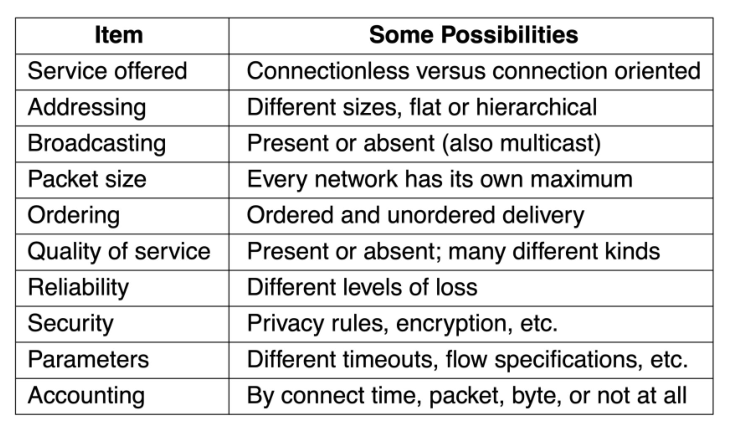 Item Some Possibilities
Service offered Connectionless versus connection oriented
Addressing Different sizes, flat or hierarchical
Broadcasting Present or absent (also multicast)
Packet size Every network has its own maximum
Ordering Ordered and unordered delivery
Quality of service Present or absent; many different kinds
Reliability Different levels of loss
Security Privacy rules, encryption, etc.
Parameters Different timeouts, flow specifications, etc.
Accounting By connect time, packet, byte, or not at all